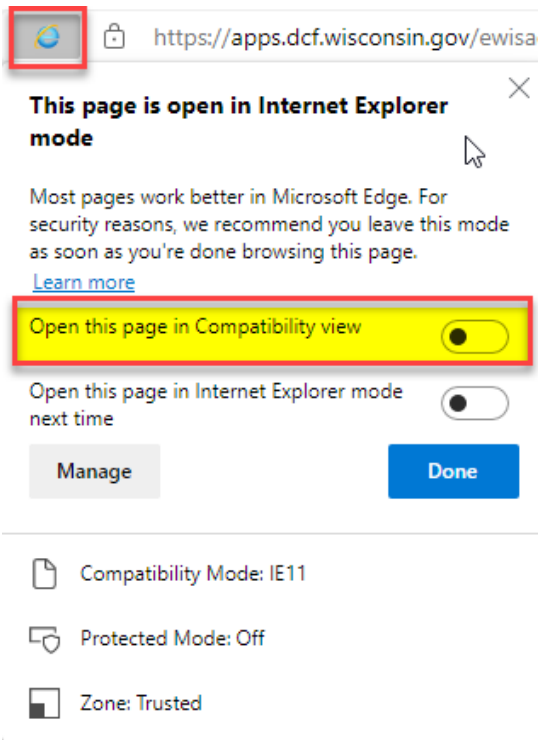 https://apps.dcf.wisconsin.gov/ewisa
This page is open in Internet Explorer
mode
Most pages work better in Microsoft Edge. For
security reasons, we recommend you leave this mode
as soon as you're done browsing this page.
Learn more
Open this page in Compatibility view
Open this page in Internet Explorer mode
next time
Manage
Done
Compatibility Mode: IE11
Protected Mode: Off
Zone: Trusted